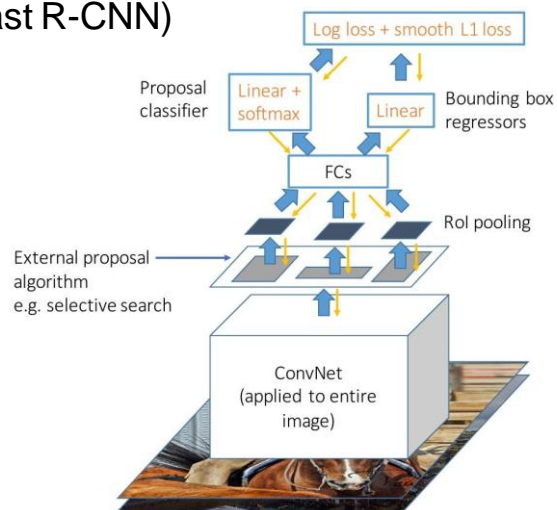 ast R-CNN)
Log loss + smooth L1 loss
Proposal
classifier
Linear +
softmax
Linear
Bounding box
regressors
FCs
RoI pooling
External proposal
algorithm
e.g. selective search
ConvNet
(applied to entire
image)